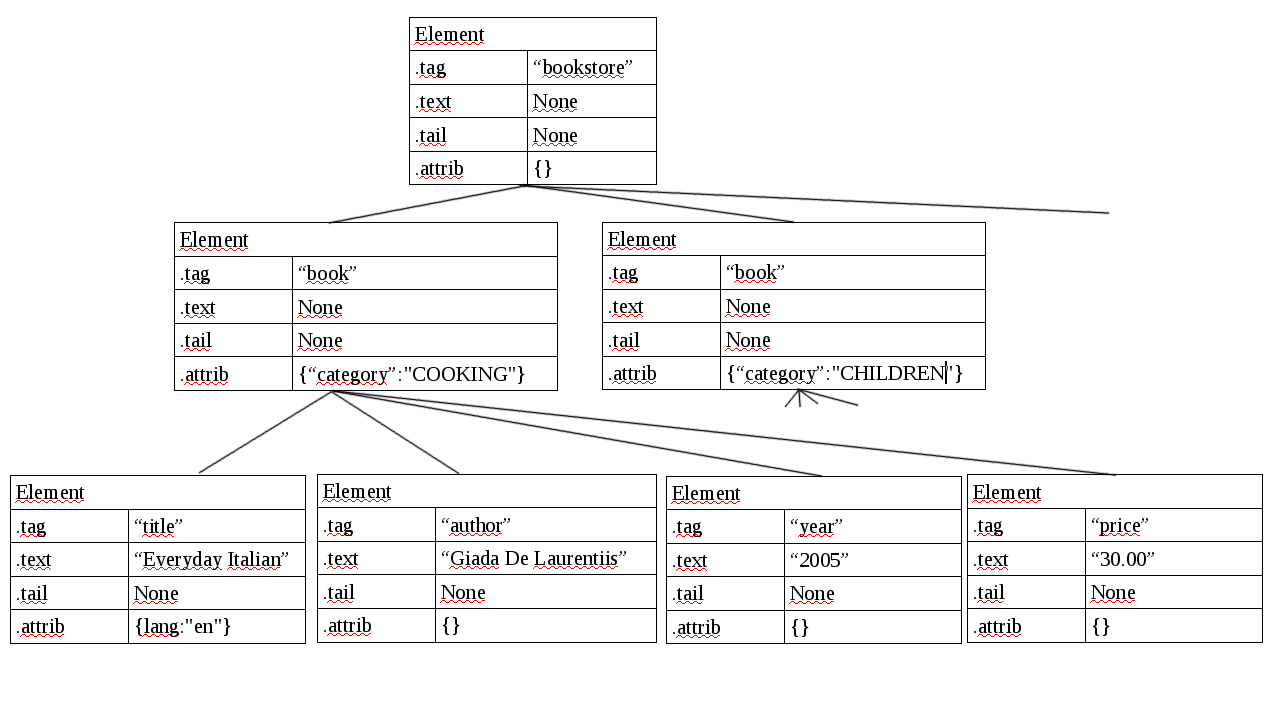 Element
.tag “bookstore”
.text None
.tail None
.attrib {}
Element
.tag “book”
.text None
.tail None
.attrib {“category”:"COOKING"}
Element
.tag “book”
.text None
.tail None
.attrib {“category”:"CHILDREN"}
Element
.tag “title”
.text “Everyday Italian”
.tail None
.attrib {lang:"en"}
Element
.tag “author”
.text “Giada De Laurentiis”
.tail None
.attrib {}
Element
.tag “year”
.text “2005”
.tail None
.attrib {}
Element
.tag “price”
.text “30.00”
.tail None
.attrib {}